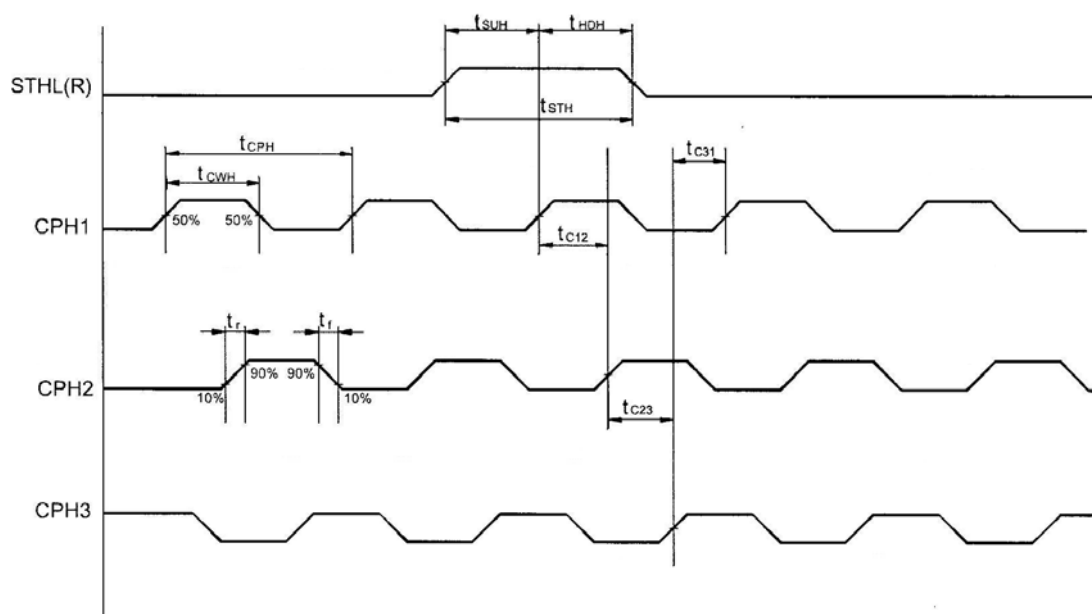 tSUH tHDH
STHL(R)
tSTH
tCPH
tC31
tCWH
50% 50%
CPH1
tC12
tr tf
90% 90%
CPH2
10% 10%
tC23
CPH3